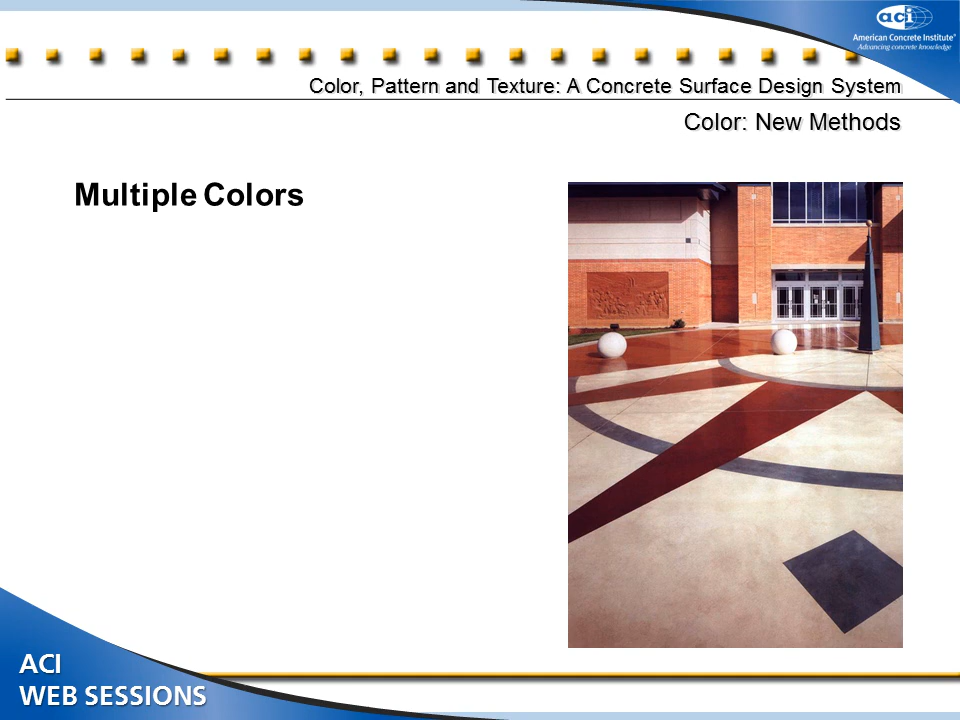 aci
American Concrete Institute®
Advancing concrete knowledge
Color, Pattern and Texture: A Concrete Surface Design System
Color: New Methods
Multiple Colors
ACI
WEB SESSIONS